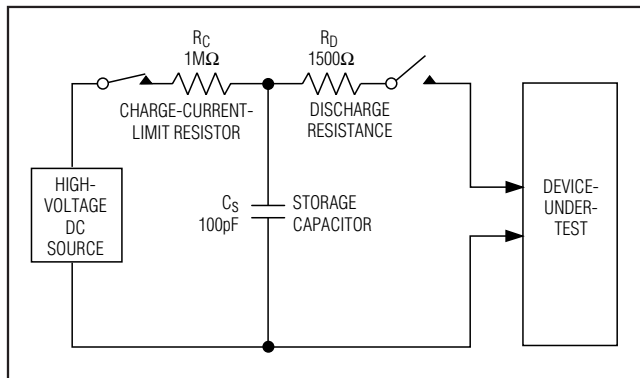 RC
1MΩ
CHARGE-CURRENT-
LIMIT RESISTOR
RD
1500Ω
DISCHARGE
RESISTANCE
HIGH-
VOLTAGE
DC
SOURCE
CS
100pF
STORAGE
CAPACITOR
DEVICE-
UNDER-
TEST